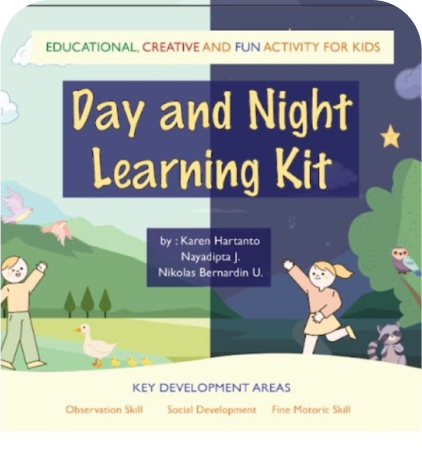 EDUCATIONAL, CREATIVE AND FUN ACTIVITY FOR KIDS
Day and Night
Learning Kit
by : Karen Hartanto
Nayadipta J.
Nikolas Bernardin U.
KEY DEVELOPMENT AREAS
Observation Skill Social Development Fine Motoric Skill